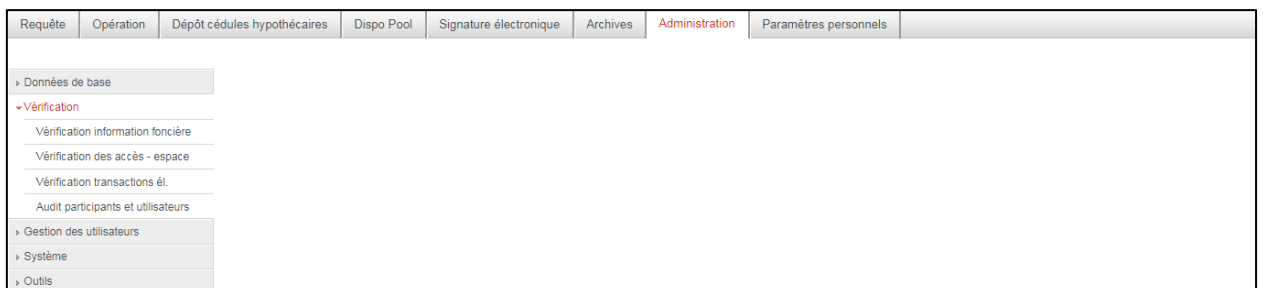 Requête Opération Dépôt cédules hypothécaires Dispo Pool Signature électronique Archives Administration Paramètres personnels
Données de base
Vérification
Vérification information foncière
Vérification des accès - espace
Vérification transactions él.
Audit participants et utilisateurs
Gestion des utilisateurs
Système
Outils